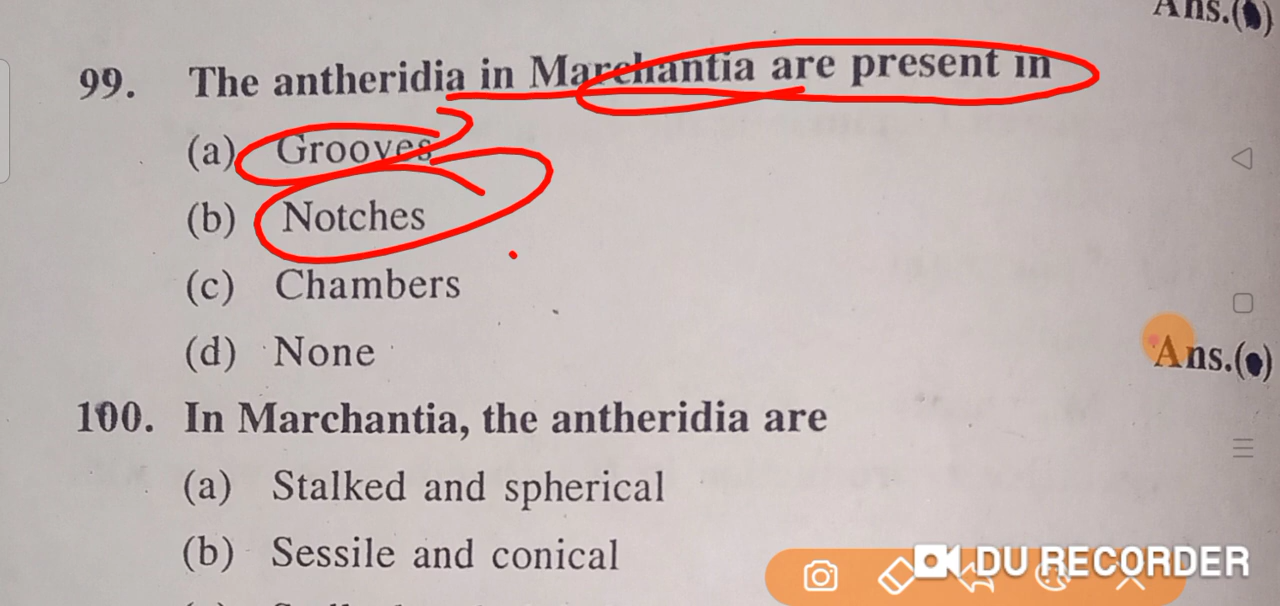 Ans.( )
99. The antheridia in Marchantia are present in
(a) Grooves
(b) Notches
(c) Chambers
(d) None
Ans.( )
100. In Marchantia, the antheridia are
(a) Stalked and spherical
(b) Sessile and conical
DU RECORDER